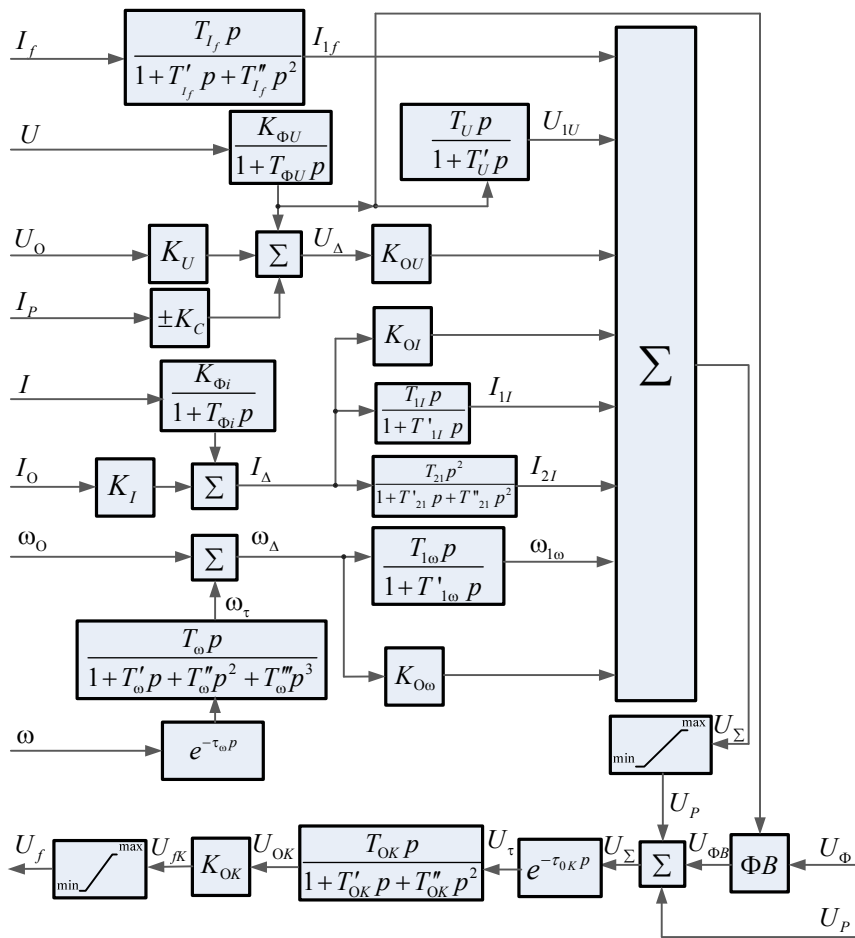 I_f
T_{I_f} p
1 + T'_{I_f} p + T''_{I_f} p^2
I_{1f}
U
K_{ΦU}
1 + T_{ΦU} p
T_U p
1 + T'_U p
U_{1U}
U_O
K_U
Σ
U_Δ
K_{OU}
I_P
±K_C
K_{OI}
Σ
I
K_{Φi}
1 + T_{Φi} p
T_{1I} p
1 + T'_{1I} p
I_{1I}
I_O
K_I
Σ
I_Δ
T_{21} p^2
1 + T'_{21} p + T''_{21} p^2
I_{2I}
ω_O
Σ
ω_Δ
T_{1ω} p
1 + T'_{1ω} p
ω_{1ω}
ω_τ
T_ω p
1 + T'_ω p + T''_ω p^2 + T'''_ω p^3
K_{Oω}
ω
e^{-τ_ω p}
max
min
U_Σ
U_P
U_f
max
min
U_{fK}
K_{OK}
U_{OK}
T_{OK} p
1 + T'_{OK} p + T''_{OK} p^2
U_τ
e^{-τ_{0K} p}
U_Σ
Σ
U_{ΦB}
ΦB
U_Φ
U_P